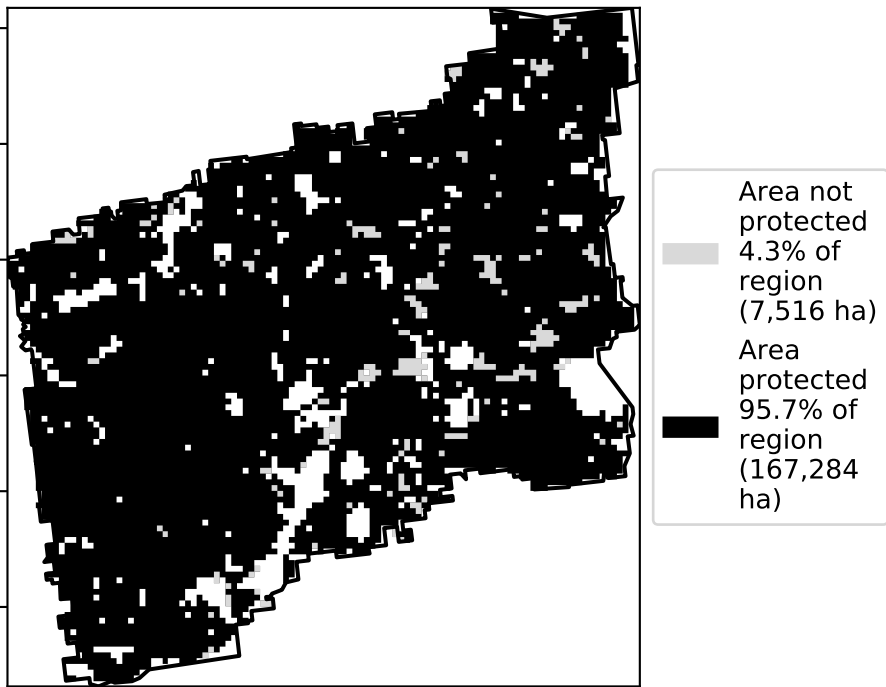 Area not
protected
4.3% of
region
(7,516 ha)
Area
protected
95.7% of
region
(167,284
ha)